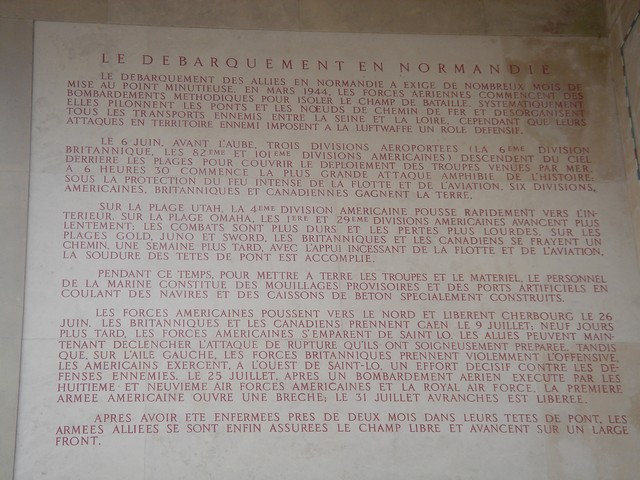 LE DEBARQUEMENT EN NORMANDIE
LE DEBARQUEMENT DES ALLIES EN NORMANDIE A EXIGE DE NOMBREUX MOIS DE
MISE AU POINT MINUTIEUSE. EN MARS 1944, LES FORCES AERIENNES COMMENCENT DES
BOMBARDEMENTS METHODIQUES POUR ISOLER LE CHAMP DE BATAILLE. SYSTEMATIQUEMENT
ELLES PILONNENT LES PONTS ET LES NŒUDS DE CHEMIN DE FER ET DESORGANISENT
TOUS LES TRANSPORTS ENNEMIS ENTRE LA SEINE ET LA LOIRE, CEPENDANT QUE LEURS
ATTAQUES EN TERRITOIRE ENNEMI IMPOSENT A LA LUFTWAFFE UN ROLE DEFENSIF.
LE 6 JUIN, AVANT L'AUBE, TROIS DIVISIONS AEROPORTEES (LA 6EME DIVISION
BRITANNIQUE, LES 82EME ET 101EME DIVISIONS AMERICAINES) DESCENDENT DU CIEL
DERRIERE LES PLAGES POUR COUVRIR LE DEPLOIEMENT DES TROUPES VENUES PAR MER.
A 6 HEURES 30 COMMENCE LA PLUS GRANDE ATTAQUE AMPHIBIE DE L'HISTOIRE.
SOUS LA PROTECTION DU FEU INTENSE DE LA FLOTTE ET DE L'AVIATION, SIX DIVISIONS,
AMERICAINES, BRITANNIQUES ET CANADIENNES GAGNENT LA TERRE.
SUR LA PLAGE UTAH, LA 4EME DIVISION AMERICAINE POUSSE RAPIDEMENT VERS L'IN-
TERIEUR. SUR LA PLAGE OMAHA, LES 1ERE ET 29EME DIVISIONS AMERICAINES AVANCENT PLUS
LENTEMENT; LES COMBATS SONT PLUS DURS ET LES PERTES PLUS LOURDES. SUR LES
PLAGES GOLD, JUNO ET SWORD, LES BRITANNIQUES ET LES CANADIENS SE FRAYENT UN
CHEMIN. UNE SEMAINE PLUS TARD, AVEC L'APPUI INCESSANT DE LA FLOTTE ET DE L'AVIATION,
LA SOUDURE DES TETES DE PONT EST ACCOMPLIE.
PENDANT CE TEMPS, POUR METTRE A TERRE LES TROUPES ET LE MATERIEL, LE PERSONNEL
DE LA MARINE CONSTITUE DES MOUILLAGES PROVISOIRES ET DES PORTS ARTIFICIELS EN
COULANT DES NAVIRES ET DES CAISSONS DE BETON SPECIALEMENT CONSTRUITS.
LES FORCES AMERICAINES POUSSENT VERS LE NORD ET LIBERENT CHERBOURG LE 26
JUIN. LES BRITANNIQUES ET LES CANADIENS PRENNENT CAEN LE 9 JUILLET; NEUF JOURS
PLUS TARD, LES FORCES AMERICAINES S'EMPARENT DE SAINT-LO. LES ALLIES PEUVENT MAIN-
TENANT DECLENCHER L'ATTAQUE DE RUPTURE QU'ILS ONT SOIGNEUSEMENT PREPAREE. TANDIS
QUE, SUR L'AILE GAUCHE, LES FORCES BRITANNIQUES PRENNENT VIOLEMMENT L'OFFENSIVE,
LES AMERICAINS EXERCENT, A L'OUEST DE SAINT-LO, UN EFFORT DECISIF CONTRE LES DE-
FENSES ENNEMIES. LE 25 JUILLET, APRES UN BOMBARDEMENT AERIEN EXECUTE PAR LES
HUITIEME ET NEUVIEME AIR FORCES AMERICAINES ET LA ROYAL AIR FORCE, LA PREMIERE
ARMEE AMERICAINE OUVRE UNE BRECHE; LE 31 JUILLET AVRANCHES EST LIBEREE.
APRES AVOIR ETE ENFERMEES PRES DE DEUX MOIS DANS LEURS TETES DE PONT, LES
ARMEES ALLIEES SE SONT ENFIN ASSUREES LE CHAMP LIBRE ET AVANCENT SUR UN LARGE
FRONT.